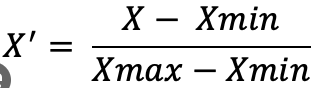 X' = (X − Xmin) / (Xmax − Xmin)